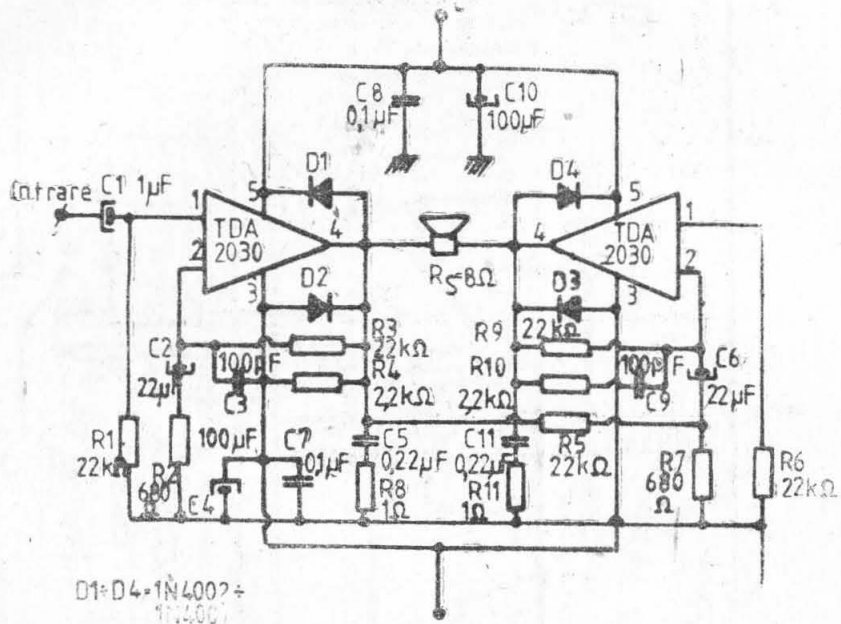 C8
0,1µF
C10
100µF
D1
D4
C1 1µF
1
2
5
TDA
2030
4
3
5
4
TDA
2030
1
2
3
RS=8Ω
D2
D3
C2
22µF
100pF
C3
R3
22kΩ
R4
2,2kΩ
R9
22kΩ
R10
2,2kΩ
100pF
C9
C6
22µF
R1
22kΩ
R2
680
Ω
100µF
C4
C7
0,1µF
C5
0,22µF
R8
1Ω
C11
0,22µF
R11
1Ω
R5
22kΩ
R7
680
Ω
R6
22kΩ
D1÷D4=1N4002÷
1N4007